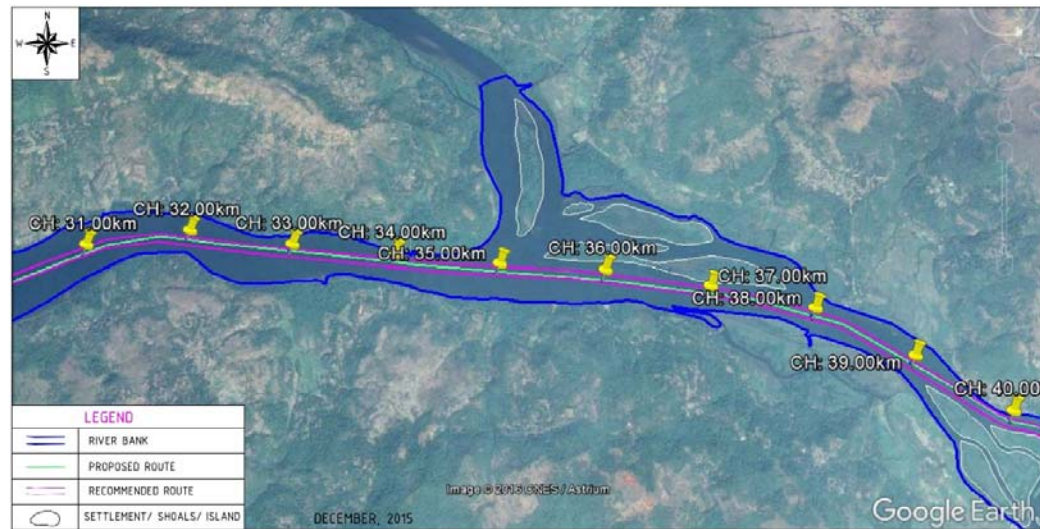 N
W E
S
CH: 31.00km
CH: 32.00km
CH: 33.00km
CH: 34.00km
CH: 35.00km
CH: 36.00km
CH: 37.00km
CH: 38.00km
CH: 39.00km
CH: 40.00
LEGEND
RIVER BANK
PROPOSED ROUTE
RECOMMENDED ROUTE
SETTLEMENT/ SHOALS/ ISLAND
DECEMBER, 2015
Image © 2016 CNES / Astrium
Google Earth